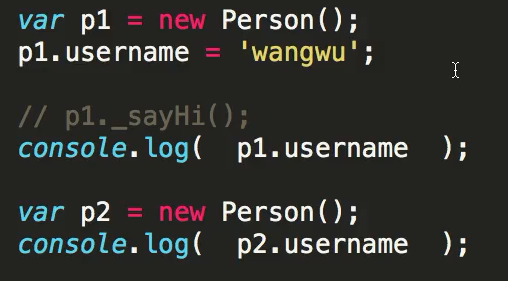 var p1 = new Person();
p1.username = 'wangwu';
// p1._sayHi();
console.log(  p1.username  );
var p2 = new Person();
console.log(  p2.username  );